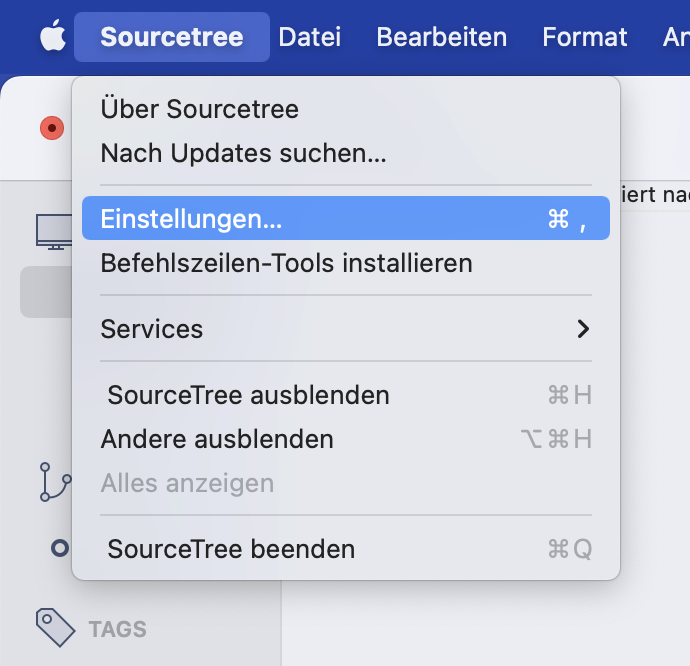 Sourcetree Datei Bearbeiten Format An
Über Sourcetree
Nach Updates suchen...
iert nac
Einstellungen... ⌘ ,
Befehlszeilen-Tools installieren
Services
SourceTree ausblenden ⌘H
Andere ausblenden ⌥⌘H
Alles anzeigen
SourceTree beenden ⌘Q
TAGS